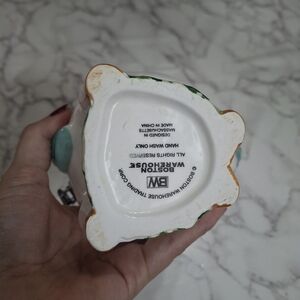 © BOSTON WAREHOUSE TRADING CORP.
BW
BOSTON
WAREHOUSE
ALL RIGHTS RESERVED
HAND WASH ONLY
DESIGNED IN
MASSACHUSETTS
MADE IN CHINA